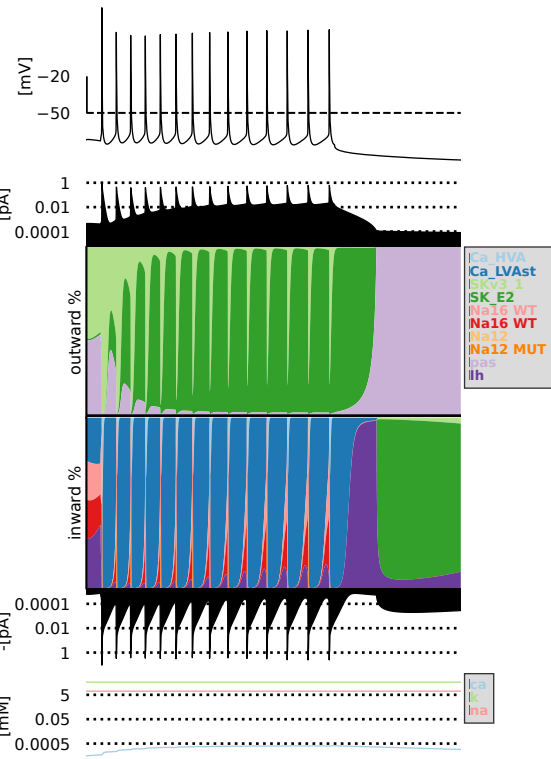 [mV]
−20
−50
[pA]
1
0.01
0.0001
outward %
Ca_HVA
Ca_LVAst
SKv3_1
SK_E2
Na16 WT
Na16 WT
Na12
Na12 MUT
pas
Ih
inward %
-[pA]
0.0001
0.01
1
[mM]
5
0.05
0.0005
ca
k
na